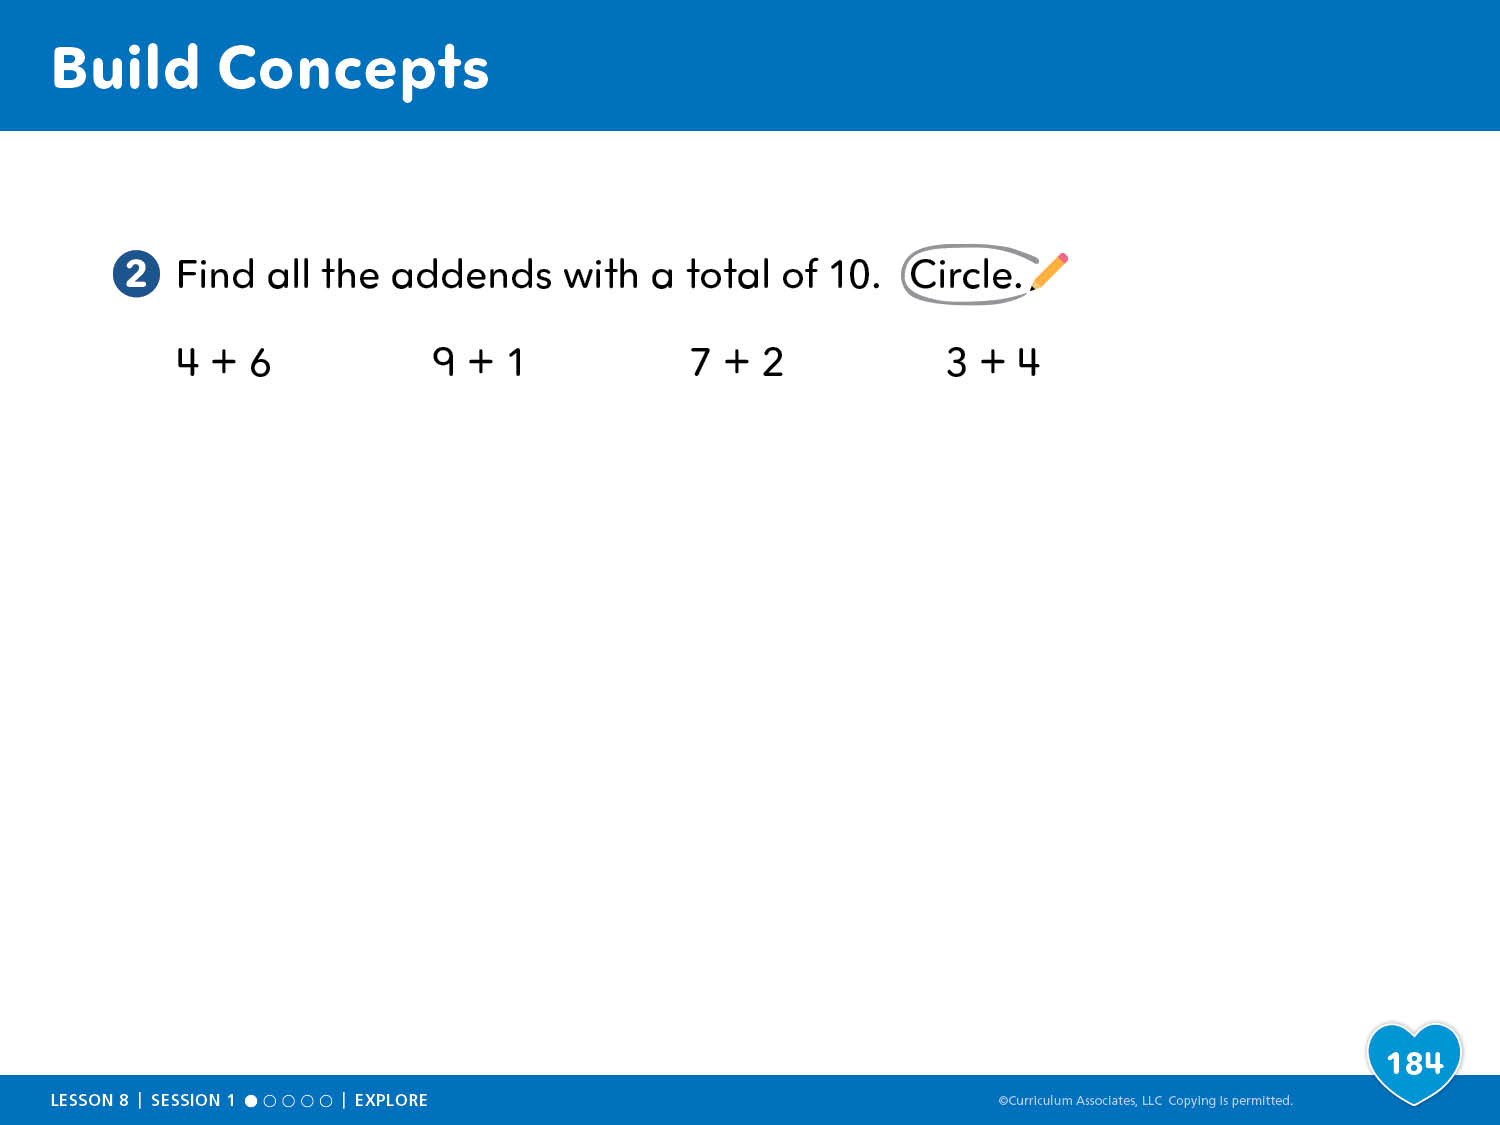 Build Concepts
2 Find all the addends with a total of 10. Circle.
4 + 6 9 + 1 7 + 2 3 + 4
184
LESSON 8 | SESSION 1 ●○○○○ | EXPLORE ©Curriculum Associates, LLC Copying is permitted.